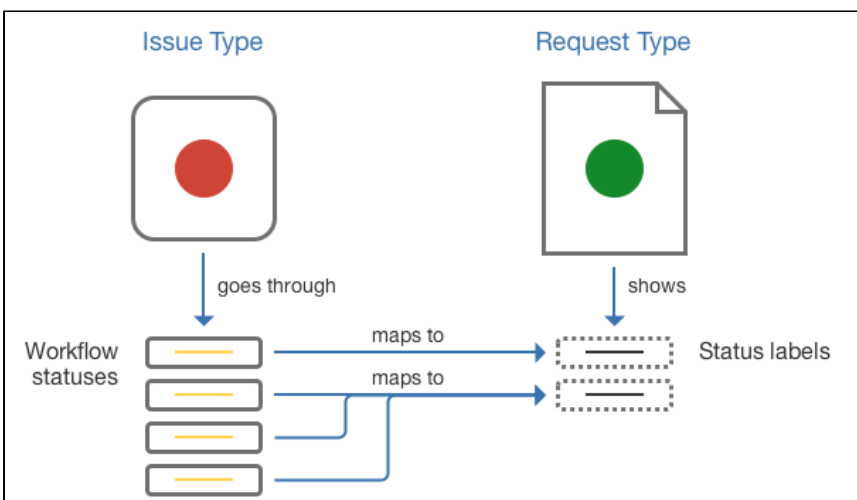 Issue Type
Request Type
goes through
shows
Workflow
statuses
maps to
Status labels
maps to